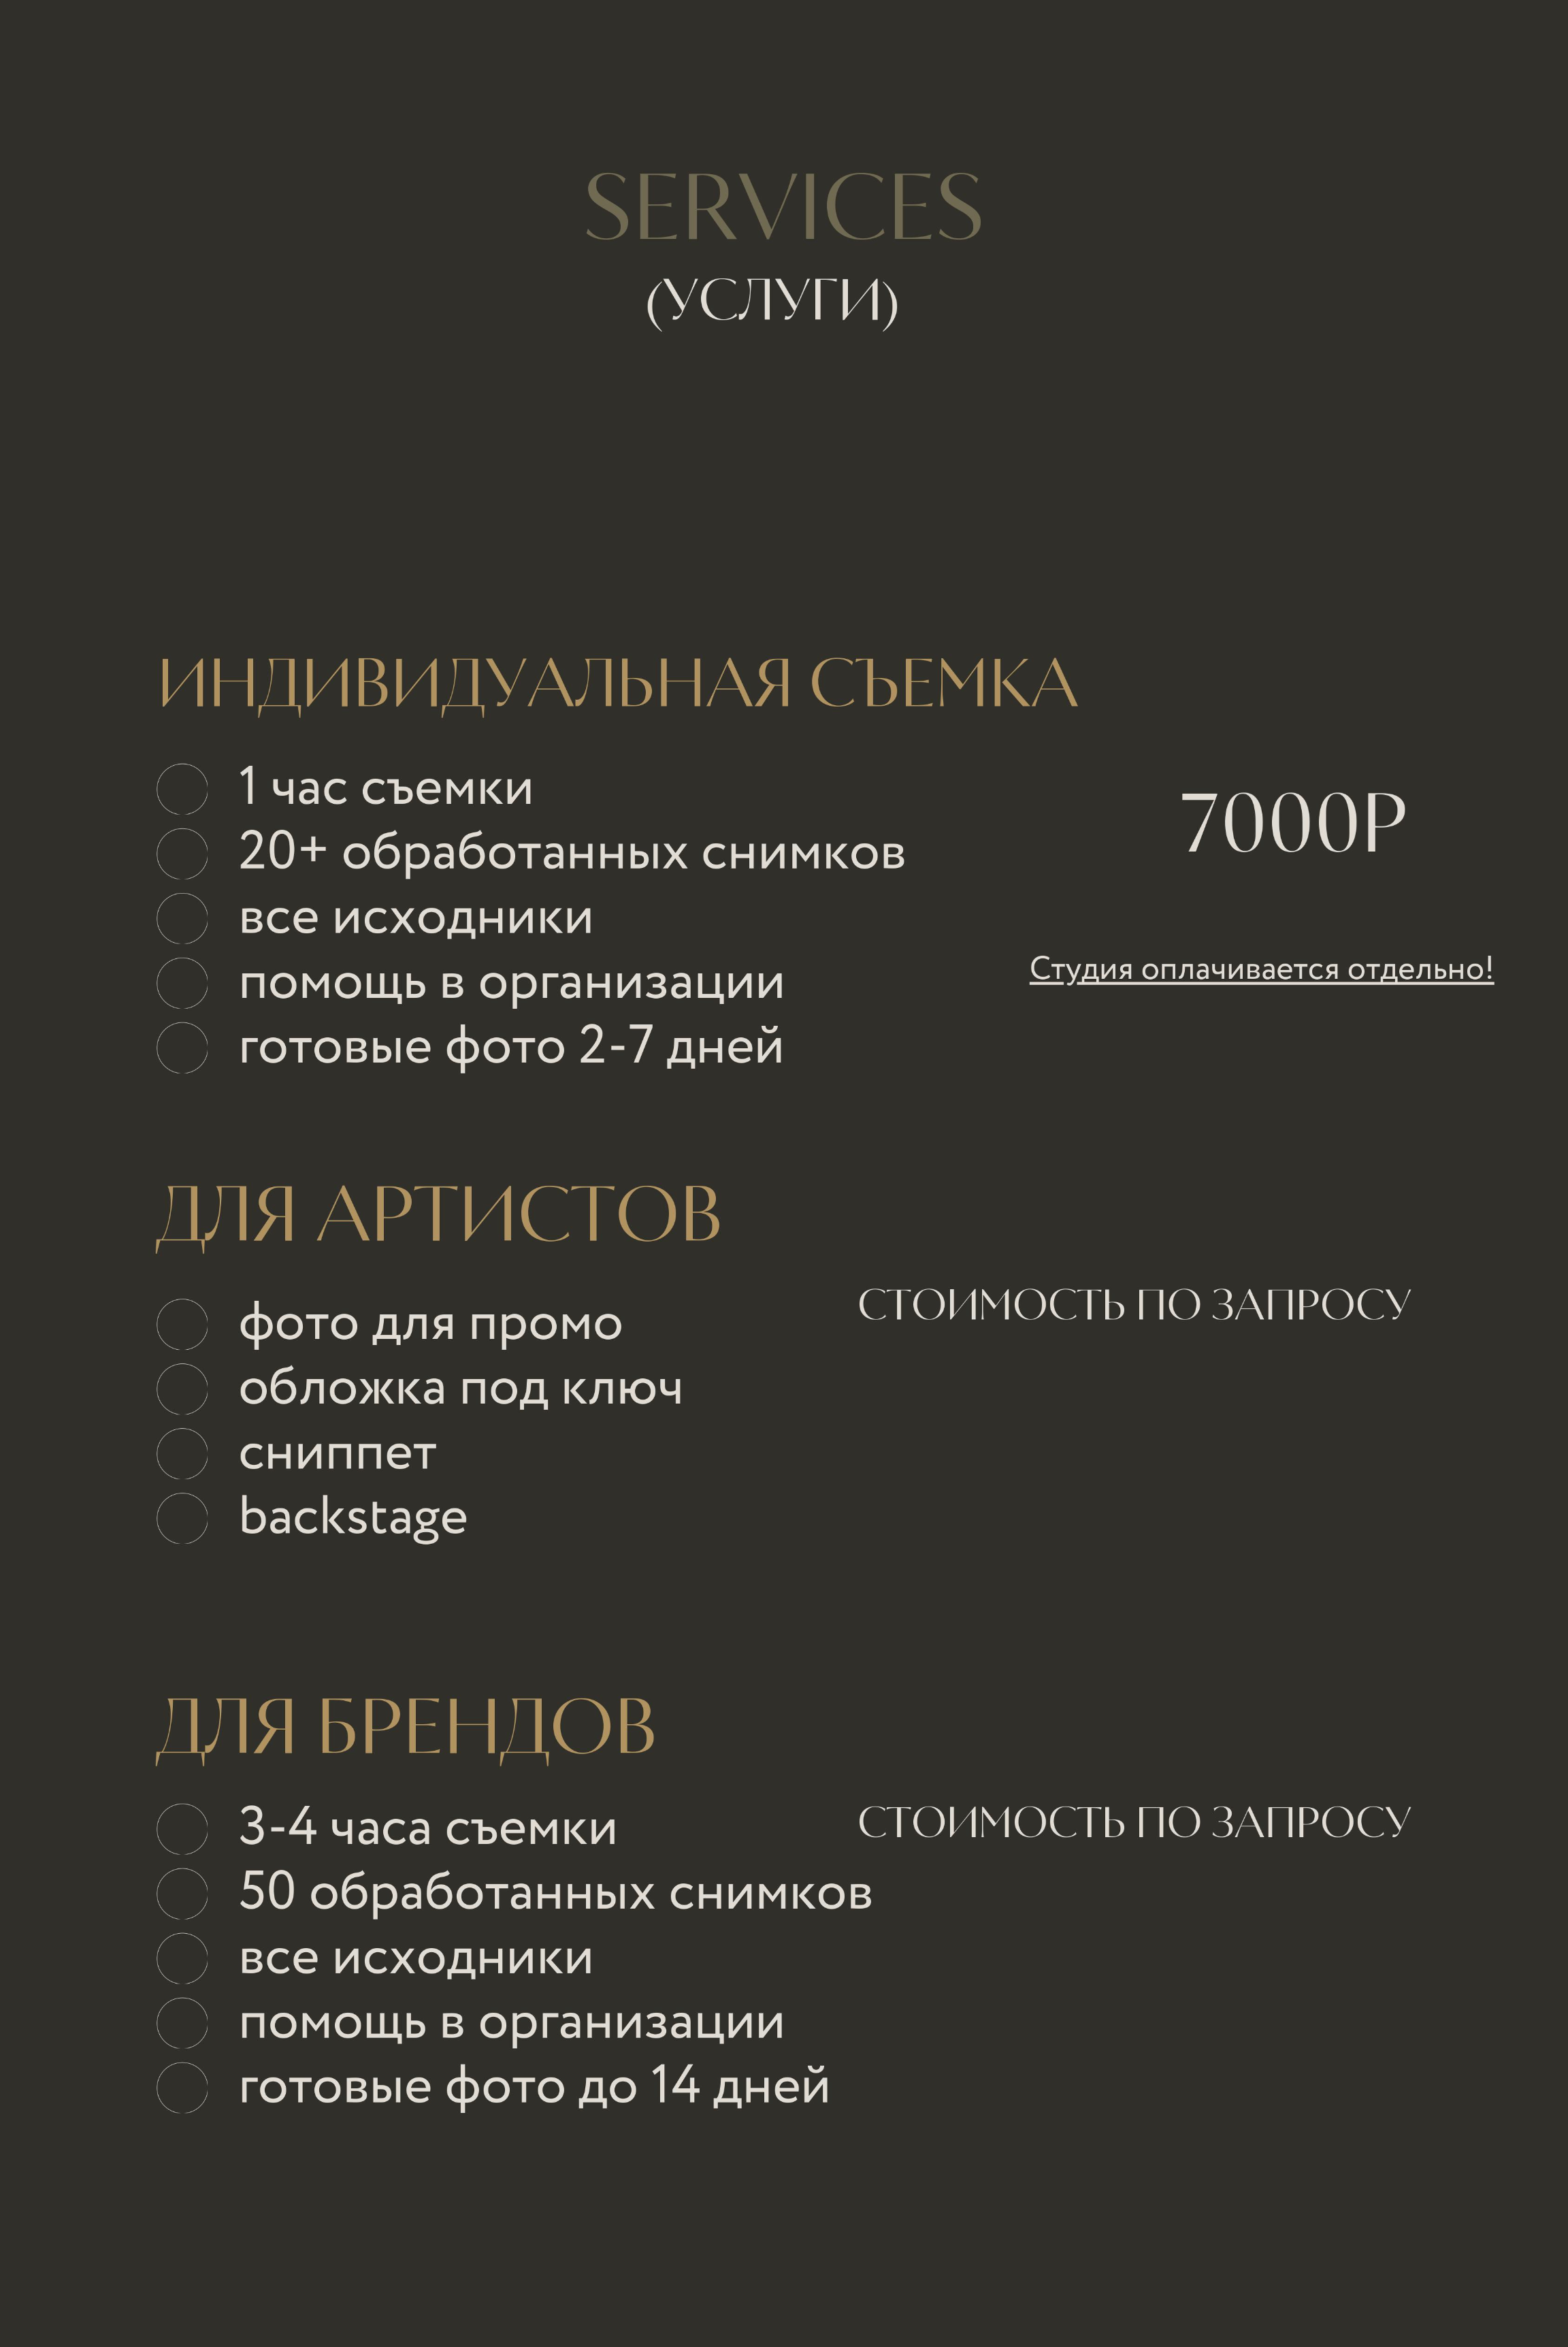 SERVICES
(УСЛУГИ)
ИНДИВИДУАЛЬНАЯ СЪЕМКА
1 час съемки
20+ обработанных снимков
все исходники
помощь в организации
готовые фото 2-7 дней
7000Р
Студия оплачивается отдельно!
ДЛЯ АРТИСТОВ
СТОИМОСТЬ ПО ЗАПРОСУ
фото для промо
обложка под ключ
сниппет
backstage
ДЛЯ БРЕНДОВ
СТОИМОСТЬ ПО ЗАПРОСУ
3-4 часа съемки
50 обработанных снимков
все исходники
помощь в организации
готовые фото до 14 дней